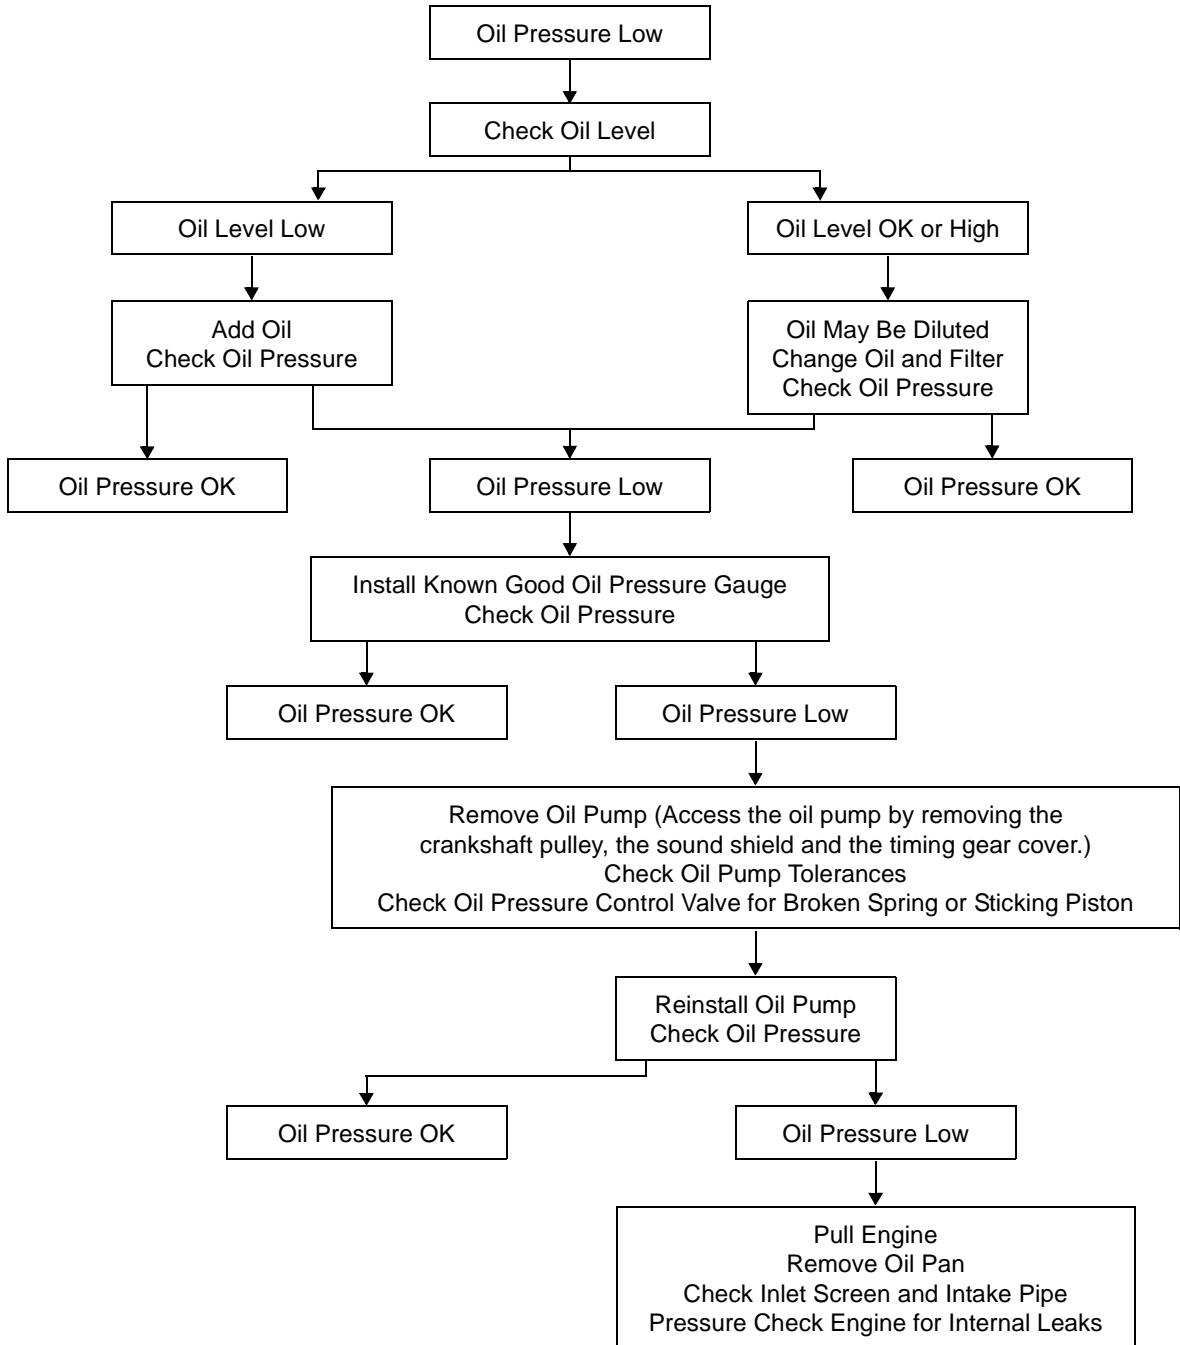 Oil Pressure Low
Check Oil Level
Oil Level Low
Oil Level OK or High
Add Oil
Check Oil Pressure
Oil May Be Diluted
Change Oil and Filter
Check Oil Pressure
Oil Pressure OK
Oil Pressure Low
Oil Pressure OK
Install Known Good Oil Pressure Gauge
Check Oil Pressure
Oil Pressure OK
Oil Pressure Low
Remove Oil Pump (Access the oil pump by removing the
crankshaft pulley, the sound shield and the timing gear cover.)
Check Oil Pump Tolerances
Check Oil Pressure Control Valve for Broken Spring or Sticking Piston
Reinstall Oil Pump
Check Oil Pressure
Oil Pressure OK
Oil Pressure Low
Pull Engine
Remove Oil Pan
Check Inlet Screen and Intake Pipe
Pressure Check Engine for Internal Leaks